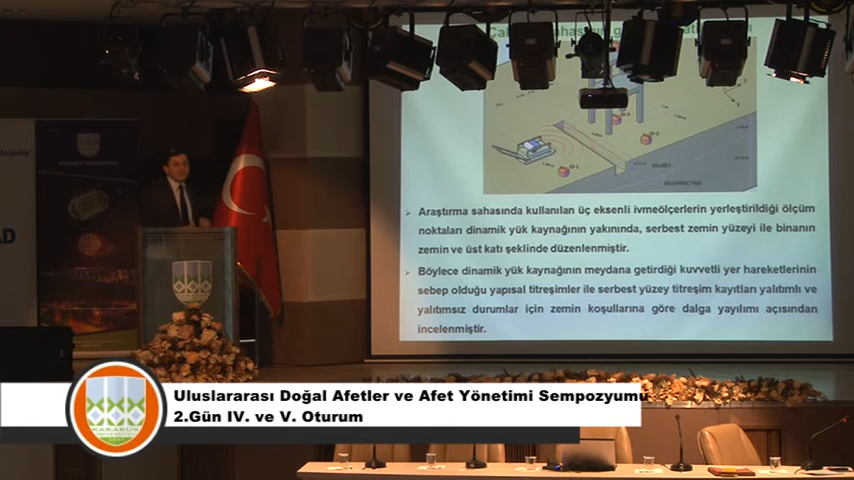 Araştırma sahasında kullanılan üç eksenli ivmeölçerlerin yerleştirildiği ölçüm
noktaları dinamik yük kaynağının yakınında, serbest zemin yüzeyi ile binanın
zemin ve üst katı şeklinde düzenlenmiştir.
Böylece dinamik yük kaynağının meydana getirdiği kuvvetli yer hareketlerinin
sebep olduğu yapısal titreşimler ile serbest yüzey titreşim kayıtları yalıtımlı ve
yalıtımsız durumlar için zemin koşullarına göre dalga yayılımı açısından
incelenmiştir.
AD
Uluslararası Doğal Afetler ve Afet Yönetimi Sempozyumu
2.Gün IV. ve V. Oturum
KARABÜK